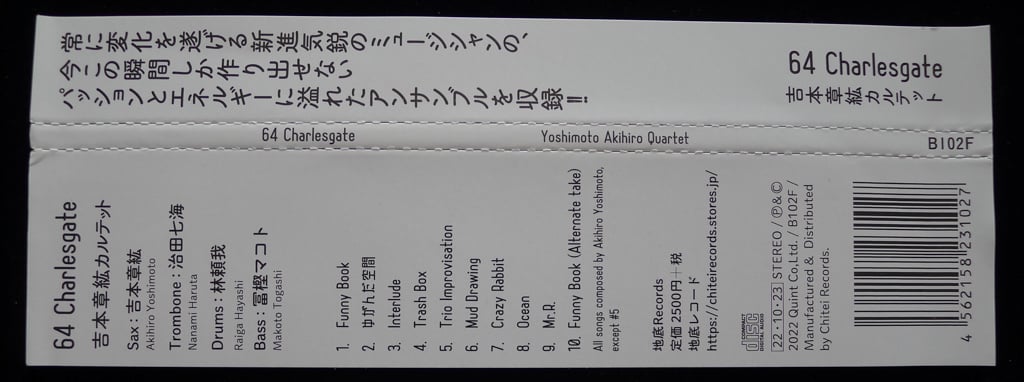 常に変化を遂げる新進気鋭のミュージシャンの、
今この瞬間しか作り出せない
パッションとエネルギーに溢れたアンサンブルを収録!!
64 Charlesgate
吉本章紘カルテット
64 Charlesgate
Yoshimoto Akihiro Quartet
B102F
64 Charlesgate
吉本章紘カルテット
Sax：吉本章紘
Akihiro Yoshimoto
Trombone：治田七海
Nanami Haruta
Drums：林頼我
Raiga Hayashi
Bass：冨樫マコト
Makoto Togashi
1. Funny Book
2. ゆがんだ空間
3. Interlude
4. Trash Box
5. Trio Improvisation
6. Mud Drawing
7. Crazy Rabbit
8. Ocean
9. Mr.R.
10. Funny Book (Alternate take)
All songs composed by Akihiro Yoshimoto,
except #5
地底Records
定価2500円＋税
地底レコード
https://chiteirecords.stores.jp/
COMPACT
disc
DIGITAL AUDIO
22・10・23 STEREO / Ⓟ&©
2022 Quint Co,Ltd. / B102F /
Manufactured & Distributed
by Chitei Records.
4 562158 231027